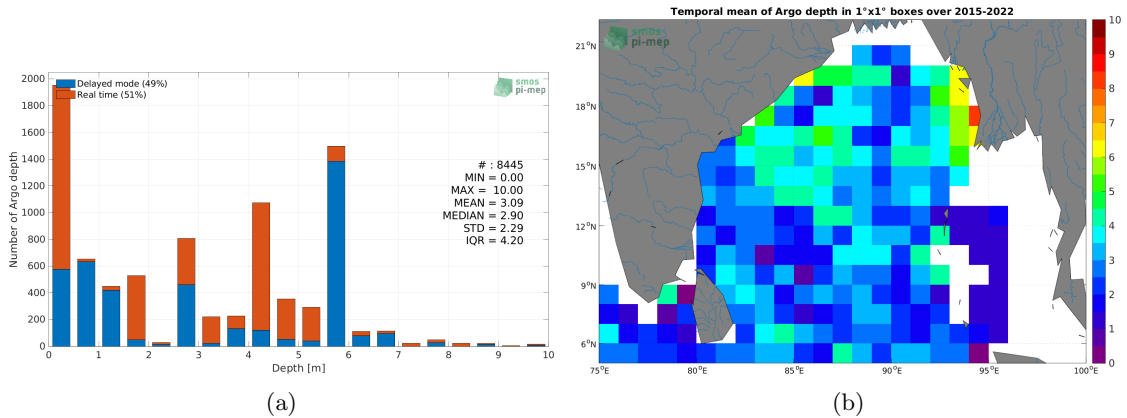 Temporal mean of Argo depth in 1°x1° boxes over 2015-2022
2000
1800
1600
1400
1200
1000
800
600
400
200
0
Number of Argo depth
Delayed mode (49%)
Real time (51%)
smos
pi-mep
# : 8445
MIN = 0.00
MAX = 10.00
MEAN = 3.09
MEDIAN = 2.90
STD = 2.29
IQR = 4.20
0 1 2 3 4 5 6 7 8 9 10
Depth [m]
(a)
smos
pi-mep
21°N
18°N
15°N
12°N
9°N
6°N
75°E 80°E 85°E 90°E 95°E 100°E
10
9
8
7
6
5
4
3
2
1
0
(b)